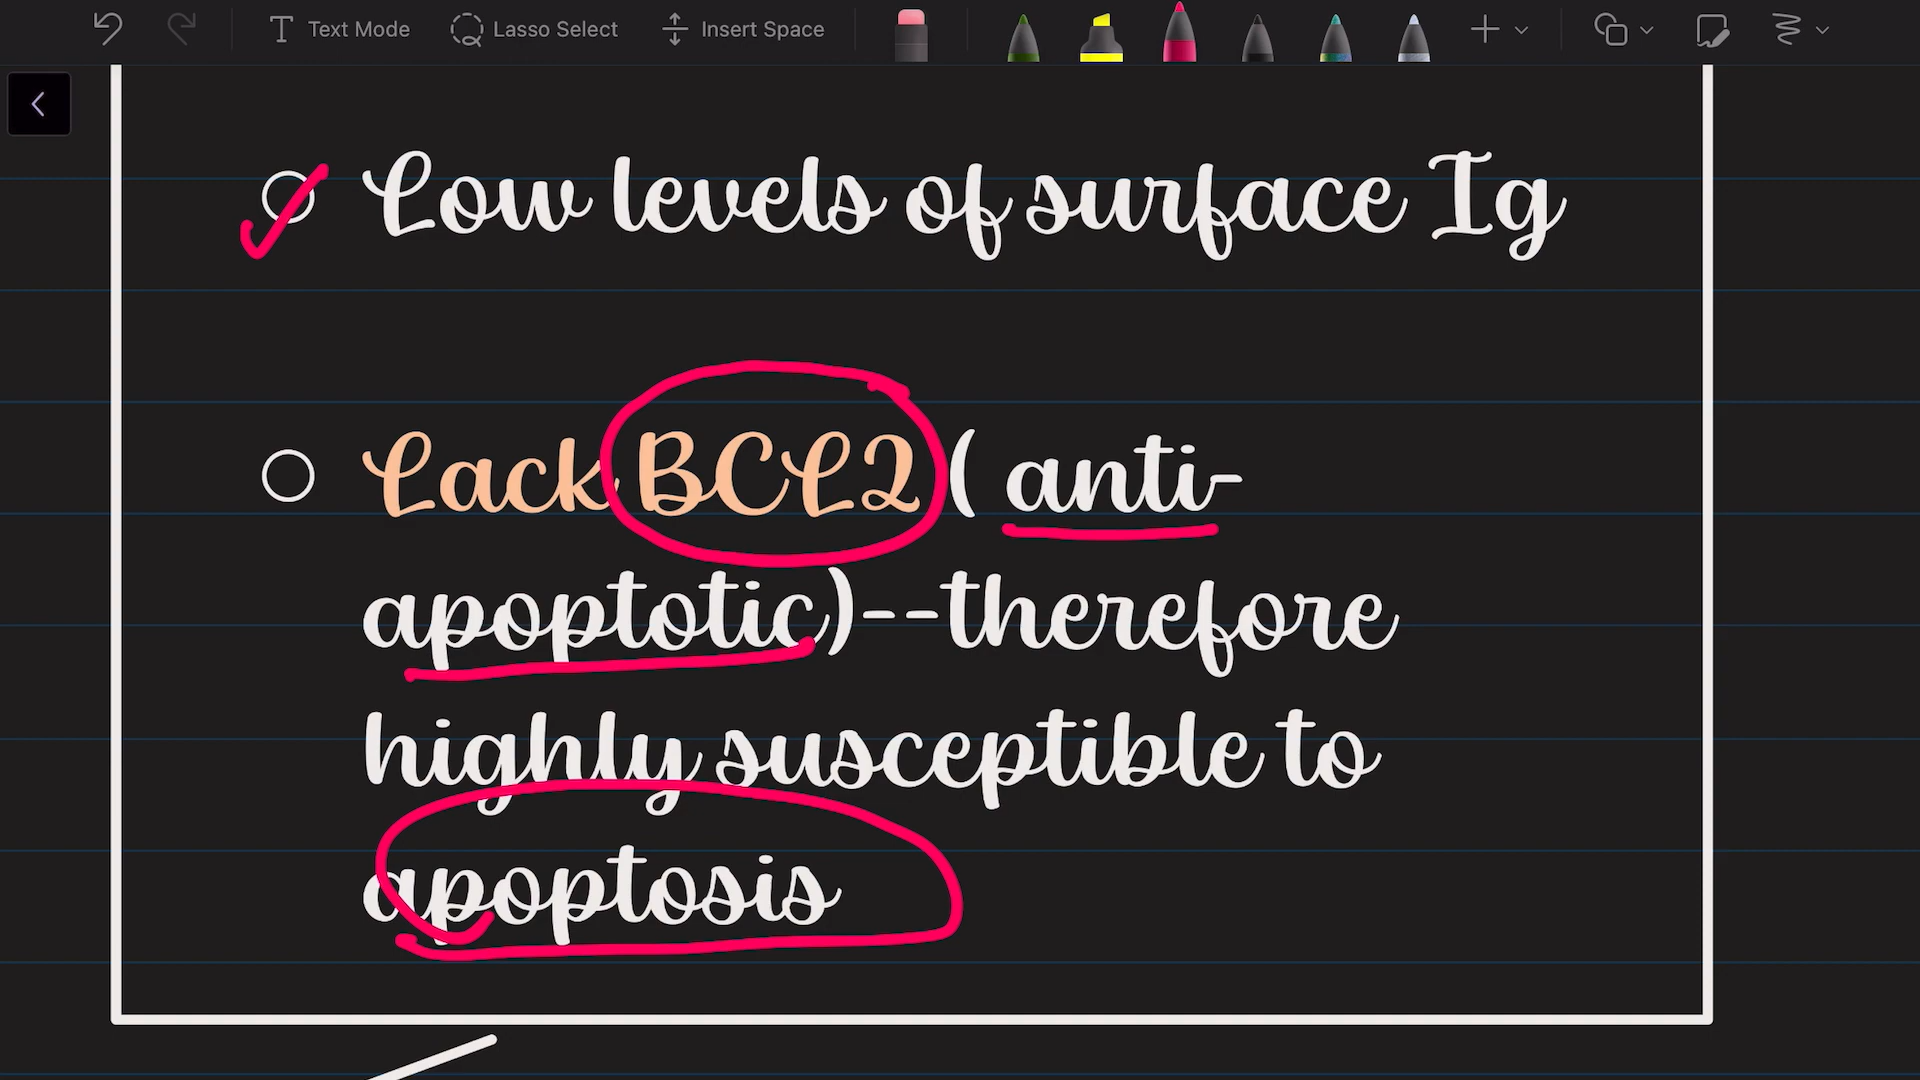 Text Mode Lasso Select Insert Space
Low levels of surface Ig
Lack BCL2 ( anti-
apoptotic)--therefore
highly susceptible to
apoptosis